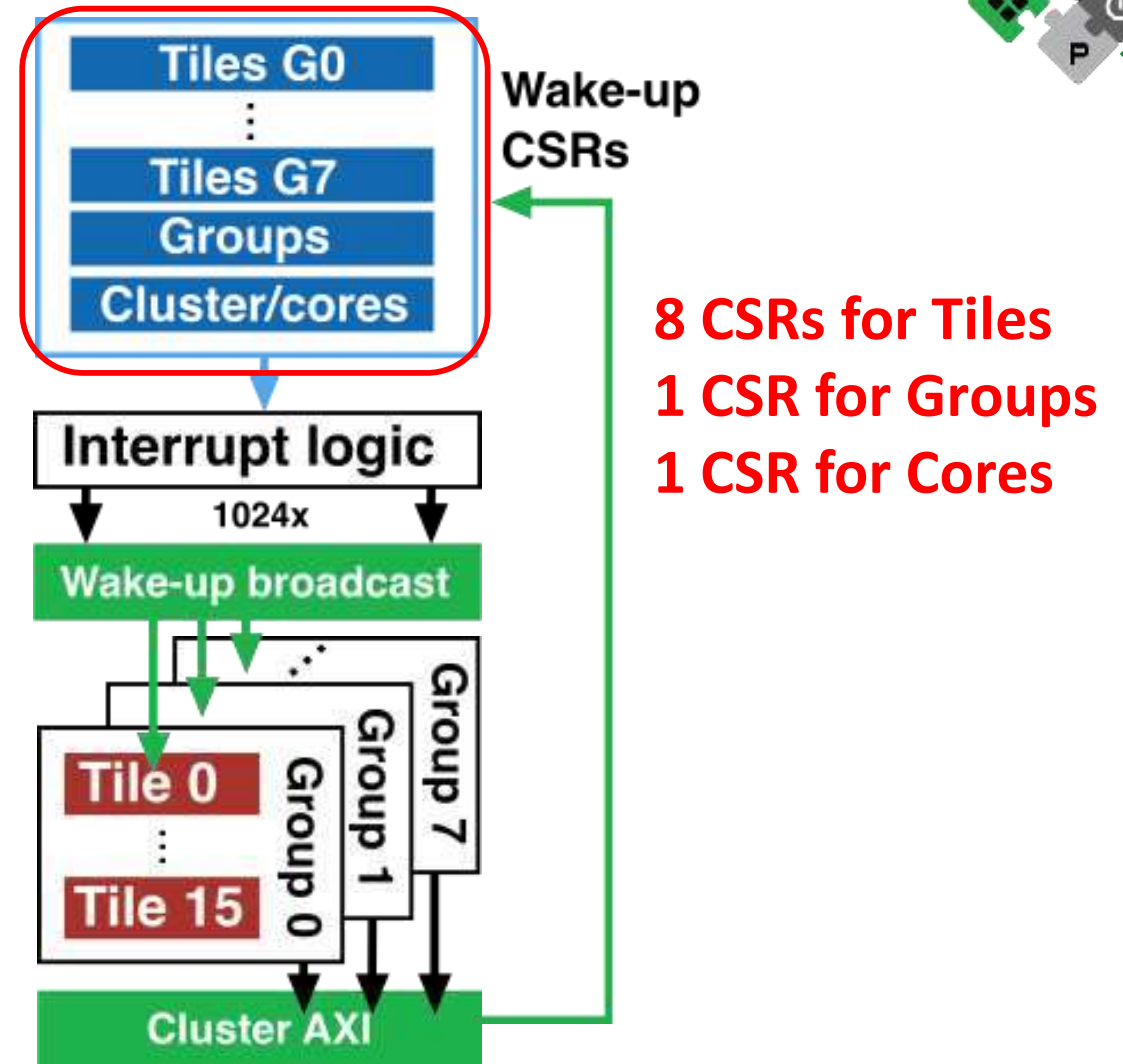 Tiles G0
Tiles G7
Groups
Cluster/cores
Wake-up
CSRs
P
8 CSRs for Tiles
1 CSR for Groups
1 CSR for Cores
Interrupt logic
1024x
Wake-up broadcast
Tile 0
Tile 15
Group 0
Group 1
Group 7
Cluster AXI